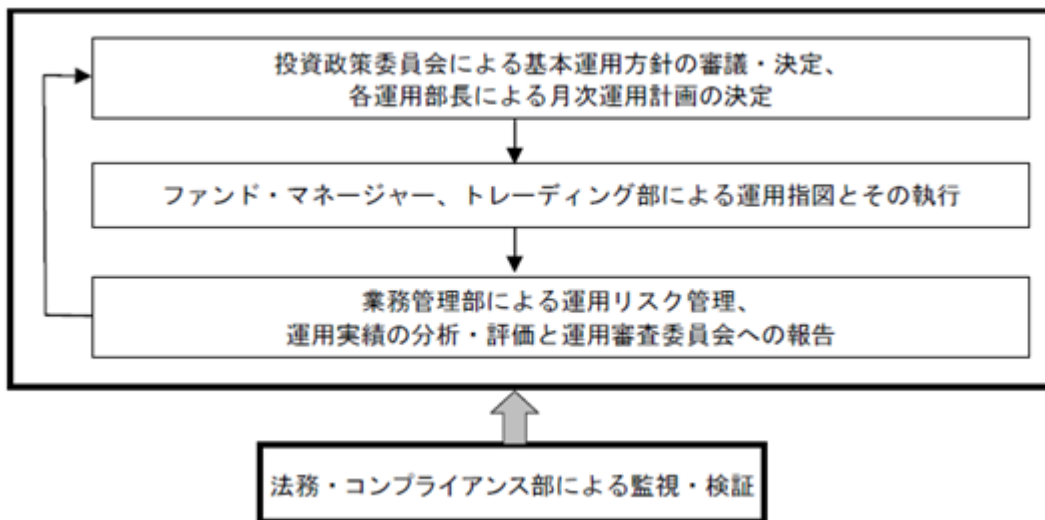 投資政策委員会による基本運用方針の審議・決定、
各運用部長による月次運用計画の決定
ファンド・マネージャー、トレーディング部による運用指図とその執行
業務管理部による運用リスク管理、
運用実績の分析・評価と運用審査委員会への報告
法務・コンプライアンス部による監視・検証